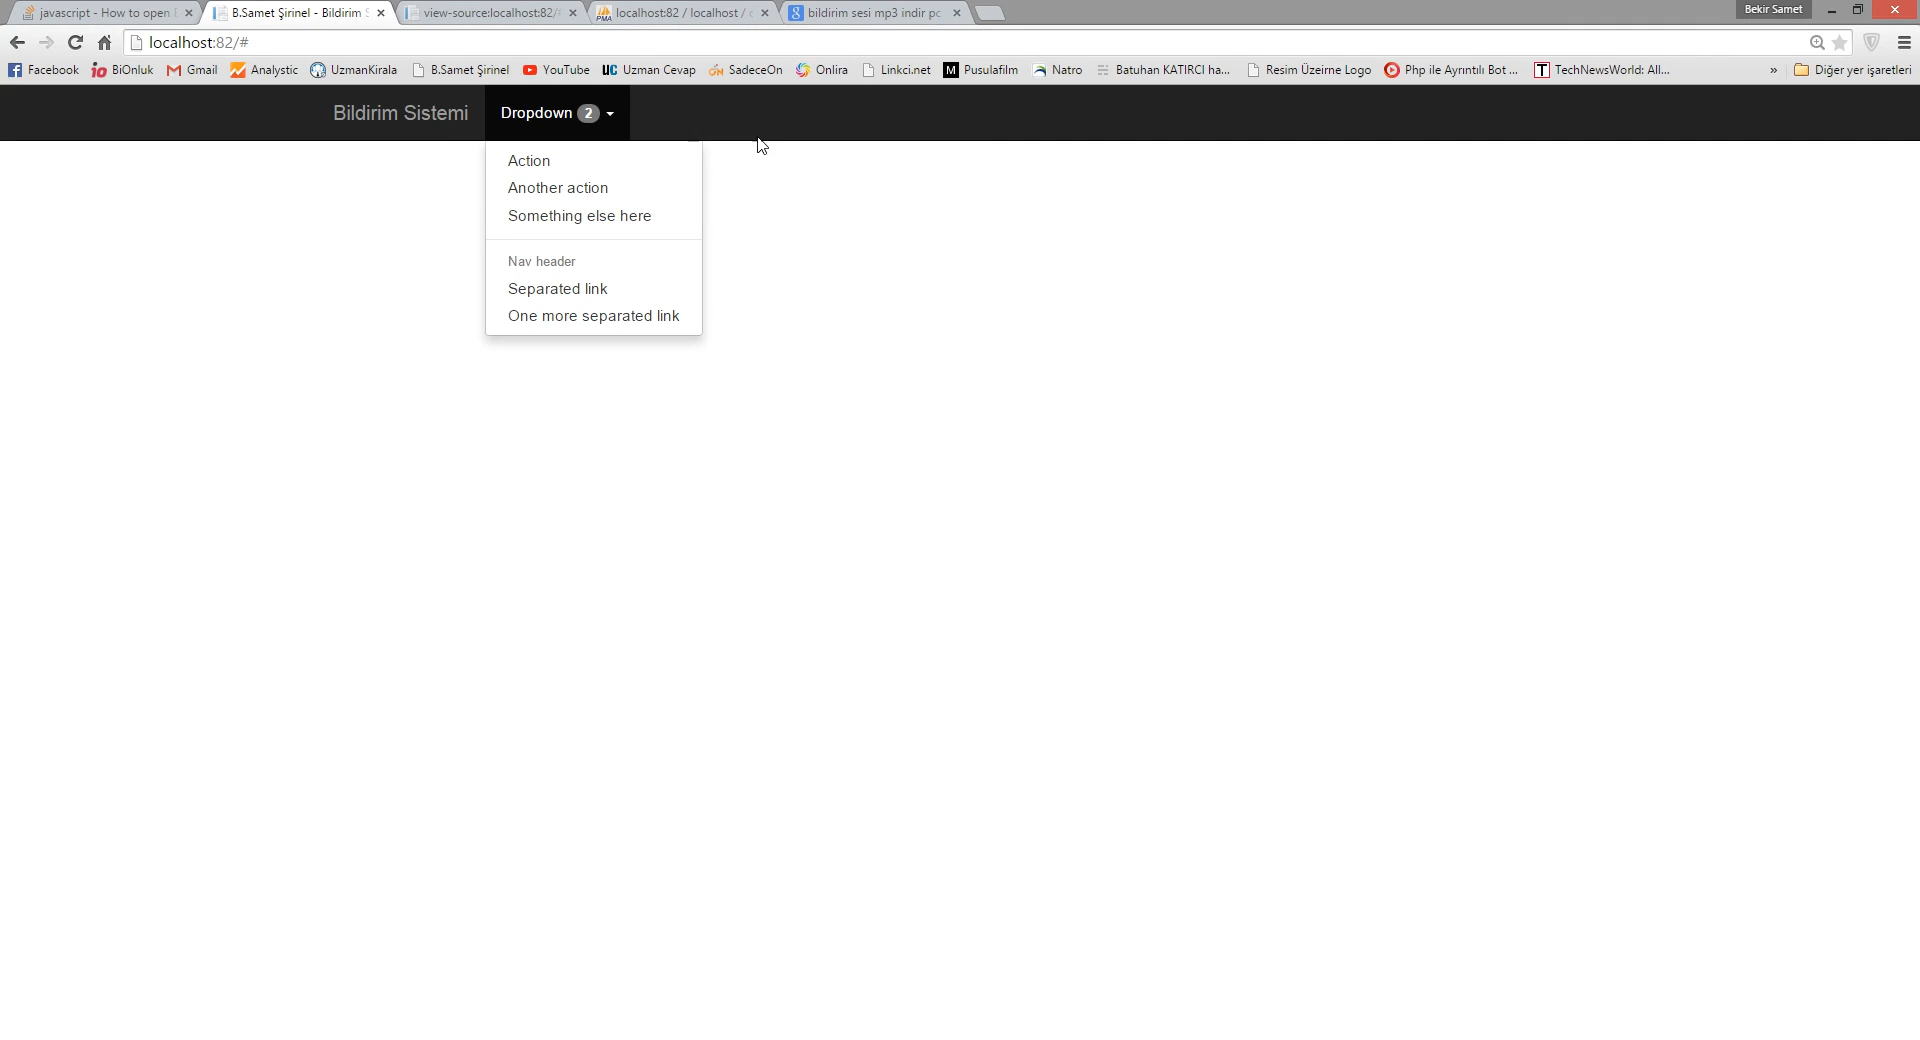 javascript - How to open
B.Samet Şirinel - Bildirim S
view-source:localhost:82/#
localhost:82 / localhost /
bildirim sesi mp3 indir pc
Bekir Samet
localhost:82/#
Facebook
BiOnluk
Gmail
Analystic
UzmanKirala
B.Samet Şirinel
YouTube
UC Uzman Cevap
SadeceOn
Onlira
Linkci.net
M Pusulafilm
Natro
Batuhan KATIRCI ha...
Resim Üzeirne Logo
Php ile Ayrıntılı Bot ...
T TechNewsWorld: All...
»
Diğer yer işaretleri
Bildirim Sistemi
Dropdown 2
Action
Another action
Something else here
Nav header
Separated link
One more separated link